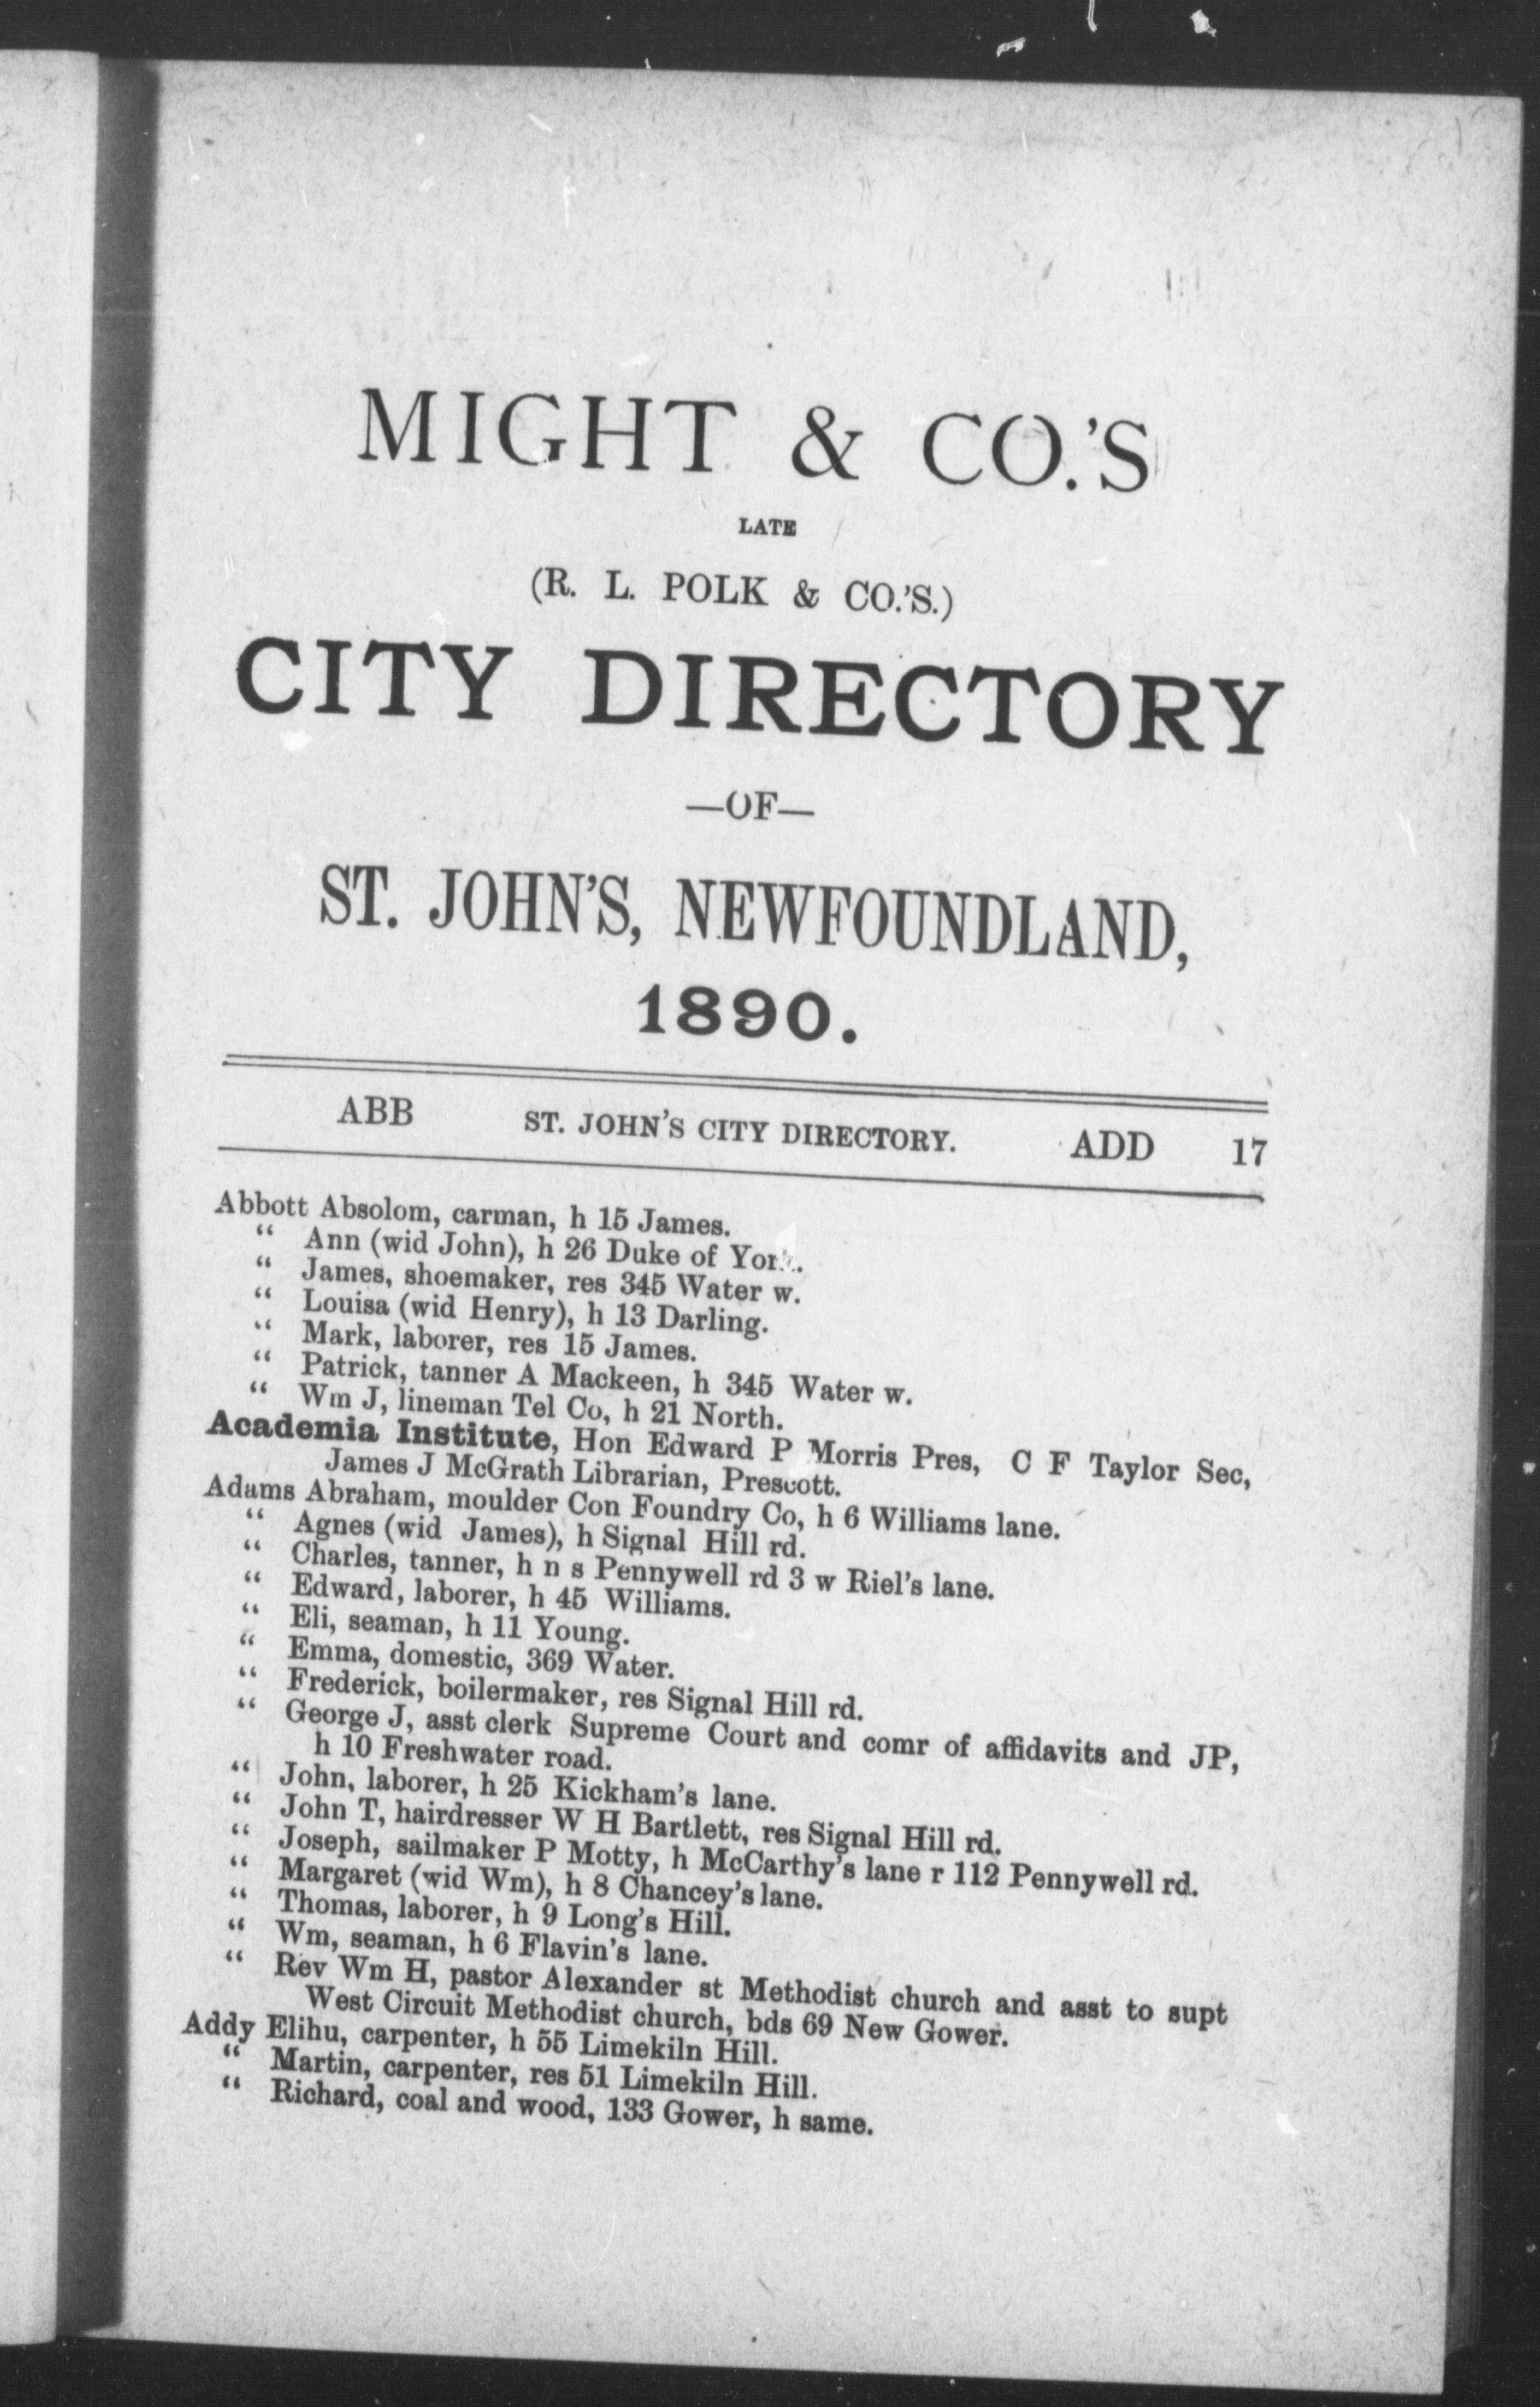 MIGHT & CO.'S
LATE
(R. L. POLK & CO.'S.)
CITY DIRECTORY
—OF—
ST. JOHN'S, NEWFOUNDLAND,
1890.
ABB ST. JOHN'S CITY DIRECTORY. ADD 17
Abbott Absolom, carman, h 15 James.
“ Ann (wid John), h 26 Duke of York.
“ James, shoemaker, res 345 Water w.
“ Louisa (wid Henry), h 13 Darling.
“ Mark, laborer, res 15 James.
“ Patrick, tanner A Mackeen, h 345 Water w.
“ Wm J, lineman Tel Co, h 21 North.
Academia Institute, Hon Edward P Morris Pres, C F Taylor Sec,
James J McGrath Librarian, Prescott.
Adams Abraham, moulder Con Foundry Co, h 6 Williams lane.
“ Agnes (wid James), h Signal Hill rd.
“ Charles, tanner, h n s Pennywell rd 3 w Riel's lane.
“ Edward, laborer, h 45 Williams.
“ Eli, seaman, h 11 Young.
“ Emma, domestic, 369 Water.
“ Frederick, boilermaker, res Signal Hill rd.
“ George J, asst clerk Supreme Court and comr of affidavits and JP,
h 10 Freshwater road.
“ John, laborer, h 25 Kickham's lane.
“ John T, hairdresser W H Bartlett, res Signal Hill rd.
“ Joseph, sailmaker P Motty, h McCarthy's lane r 112 Pennywell rd.
“ Margaret (wid Wm), h 8 Chancey's lane.
“ Thomas, laborer, h 9 Long's Hill.
“ Wm, seaman, h 6 Flavin's lane.
“ Rev Wm H, pastor Alexander st Methodist church and asst to supt
West Circuit Methodist church, bds 69 New Gower.
Addy Elihu, carpenter, h 55 Limekiln Hill.
“ Martin, carpenter, res 51 Limekiln Hill.
“ Richard, coal and wood, 133 Gower, h same.